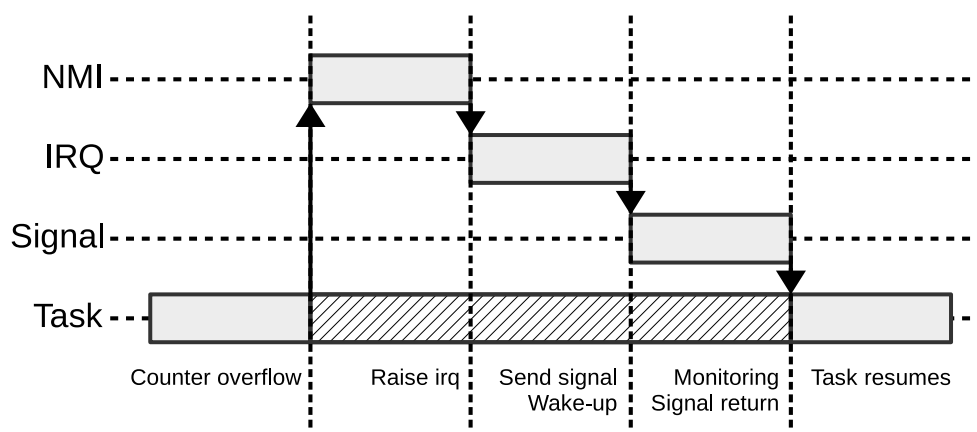 NMI
IRQ
Signal
Task
Counter overflow
Raise irq
Send signal
Wake-up
Monitoring
Signal return
Task resumes